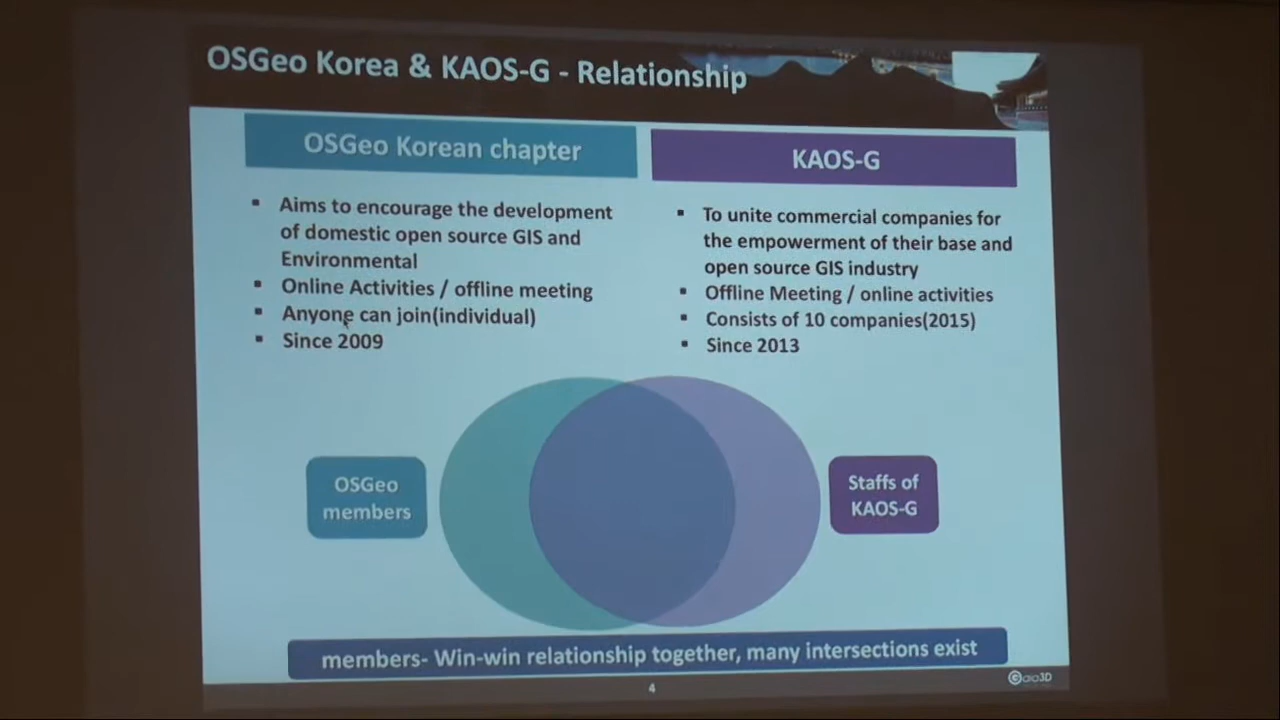 OSGeo Korea & KAOS-G - Relationship
OSGeo Korean chapter
▪ Aims to encourage the development
of domestic open source GIS and
Environmental
▪ Online Activities / offline meeting
▪ Anyone can join(individual)
▪ Since 2009
KAOS-G
▪ To unite commercial companies for
the empowerment of their base and
open source GIS industry
▪ Offline Meeting / online activities
▪ Consists of 10 companies(2015)
▪ Since 2013
OSGeo
members
Staffs of
KAOS-G
members- Win-win relationship together, many intersections exist
4
Gaia3D